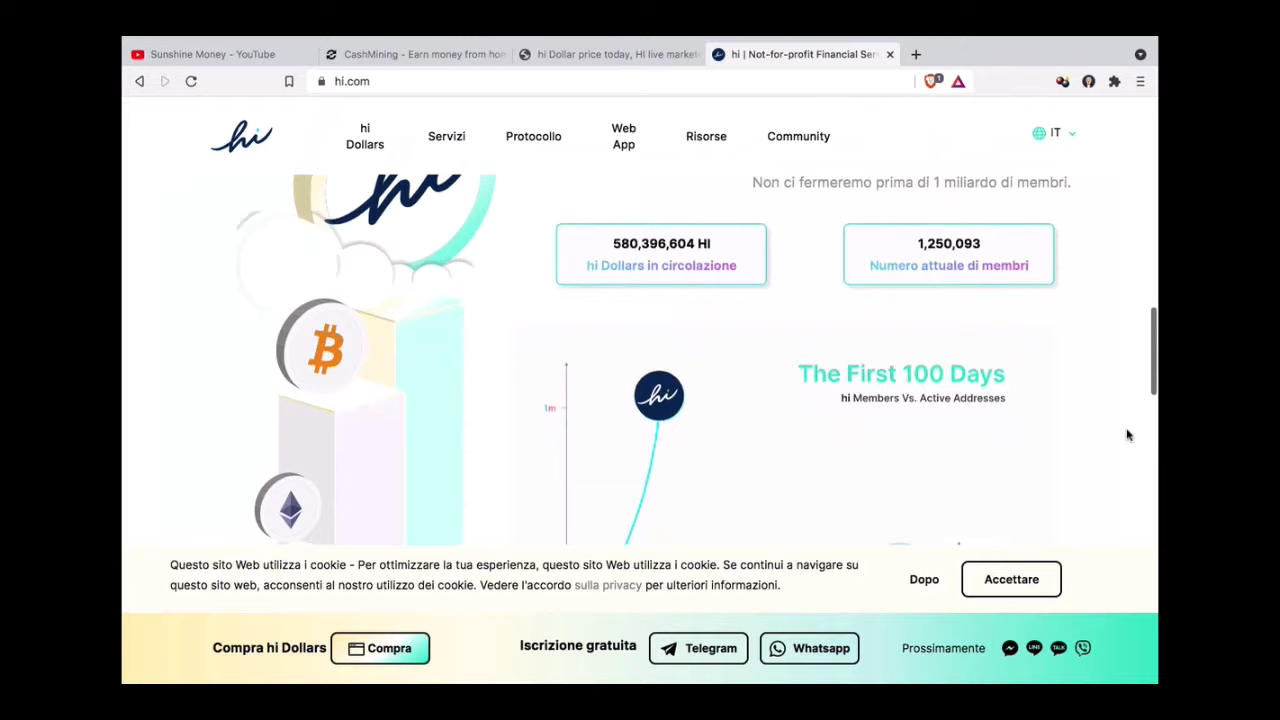 Sunshine Money - YouTube
CashMining - Earn money from hon
hi Dollar price today, HI live marke
hi | Not-for-profit Financial Ser
hi.com
1
hi
hi Dollars
Servizi
Protocollo
Web App
Risorse
Community
IT
hi
Non ci fermeremo prima di 1 miliardo di membri.
580,396,604 HI
hi Dollars in circolazione
1,250,093
Numero attuale di membri
The First 100 Days
hi Members Vs. Active Addresses
1m
hi
Questo sito Web utilizza i cookie - Per ottimizzare la tua esperienza, questo sito Web utilizza i cookie. Se continui a navigare su
questo sito web, acconsenti al nostro utilizzo dei cookie. Vedere l'accordo sulla privacy per ulteriori informazioni.
Dopo
Accettare
Compra hi Dollars
Compra
Iscrizione gratuita
Telegram
Whatsapp
Prossimamente
LINE
TALK